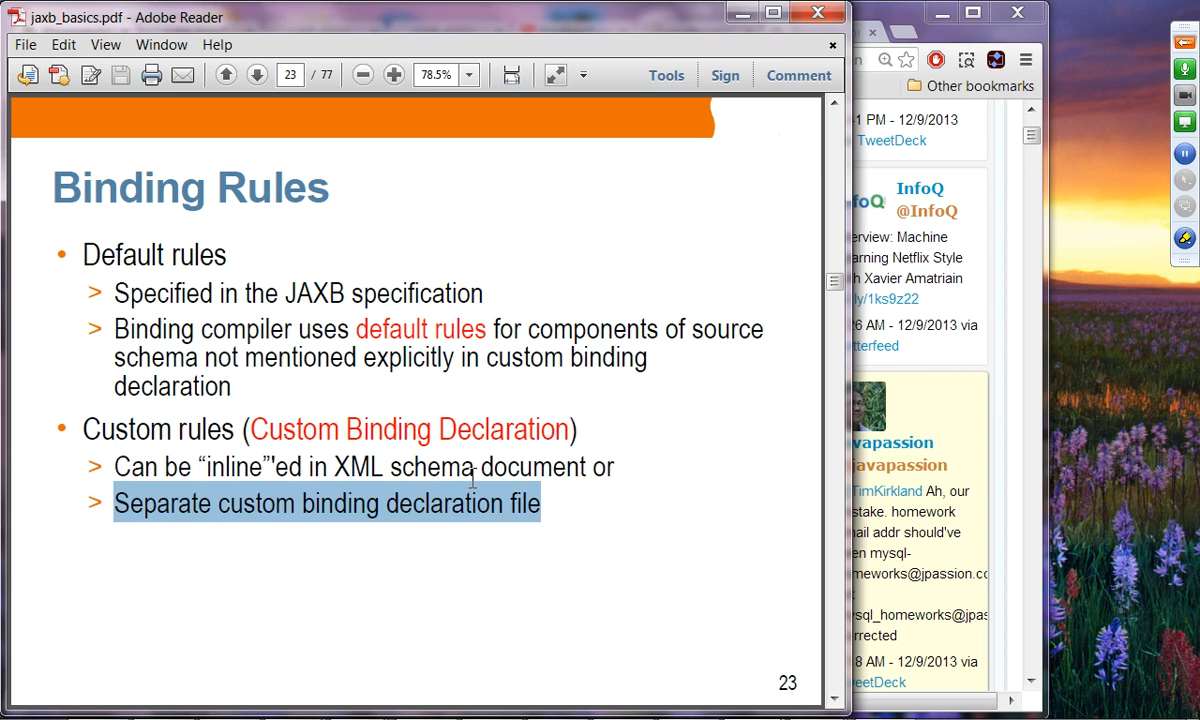 jaxb_basics.pdf - Adobe Reader
File Edit View Window Help
23 / 77 78.5% Tools Sign Comment
Binding Rules
• Default rules
> Specified in the JAXB specification
> Binding compiler uses default rules for components of source
schema not mentioned explicitly in custom binding
declaration
• Custom rules (Custom Binding Declaration)
> Can be “inline”'ed in XML schema document or
> Separate custom binding declaration file
23
Other bookmarks
1 PM - 12/9/2013
TweetDeck
foQ
InfoQ
@InfoQ
erview: Machine
arning Netflix Style
h Xavier Amatriain
ly/1ks9z22
26 AM - 12/9/2013 via
tterfeed
vapassion
avapassion
TimKirkland Ah, our
stake. homework
ail addr should've
en mysql-
meworks@jpassion.co
ysql_homeworks@jpas
rrected
8 AM - 12/9/2013 via
weetDeck